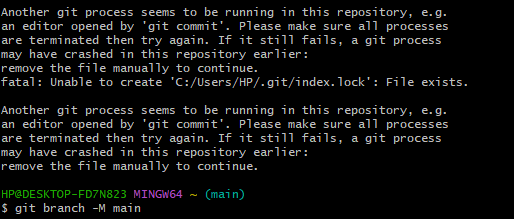 Another git process seems to be running in this repository, e.g.
an editor opened by 'git commit'. Please make sure all processes
are terminated then try again. If it still fails, a git process
may have crashed in this repository earlier:
remove the file manually to continue.
fatal: Unable to create 'C:/Users/HP/.git/index.lock': File exists.

Another git process seems to be running in this repository, e.g.
an editor opened by 'git commit'. Please make sure all processes
are terminated then try again. If it still fails, a git process
may have crashed in this repository earlier:
remove the file manually to continue.

HP@DESKTOP-FD7N823 MINGW64 ~ (main)
$ git branch -M main